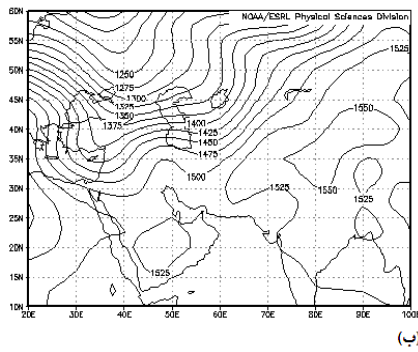 NOAA/ESRL Physical Sciences Division
60N
55N
50N
45N
40N
35N
30N
25N
20N
15N
10N
1525
1250
1275
1300
1325
1350
1375
1400
1425
1450
1475
1500
1550
1525
1550
1525
1525
20E 30E 40E 50E 60E 70E 80E 90E 100E
(ب)